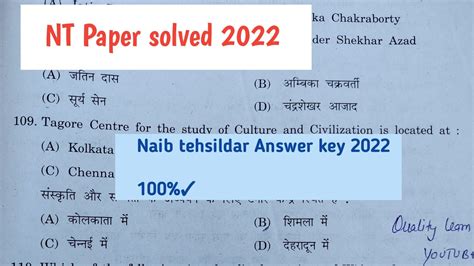 NT Paper solved 2022
ka Chakraborty
der Shekhar Azad
(A) जतिन दास
(B) अम्बिका चक्रवर्ती
(C) सूर्य सेन
(D) चंद्रशेखर आजाद
109. Tagore Centre for the study of Culture and Civilization is located at :
(A) Kolkata
Naib tehsildar Answer key 2022
(C) Chenna
100%✓
संस्कृति और
(A) कोलकाता में
(B) शिमला में
(C) चेन्नई में
(D) देहरादून में
Quality Learn
YOUTUBE